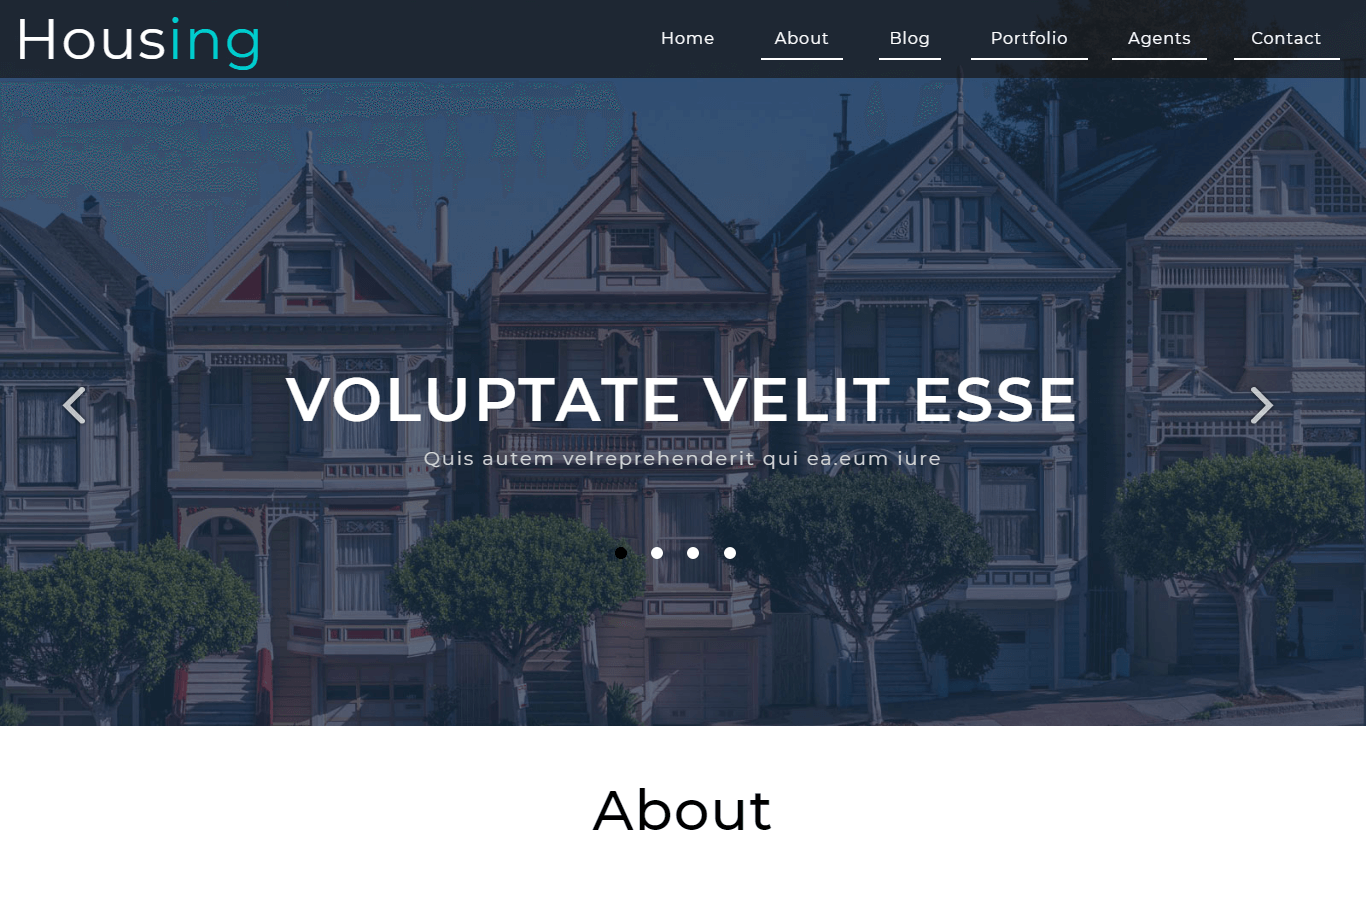 Housing
Home About Blog Portfolio Agents Contact
VOLUPTATE VELIT ESSE
Quis autem velreprehenderit qui ea.eum iure
About